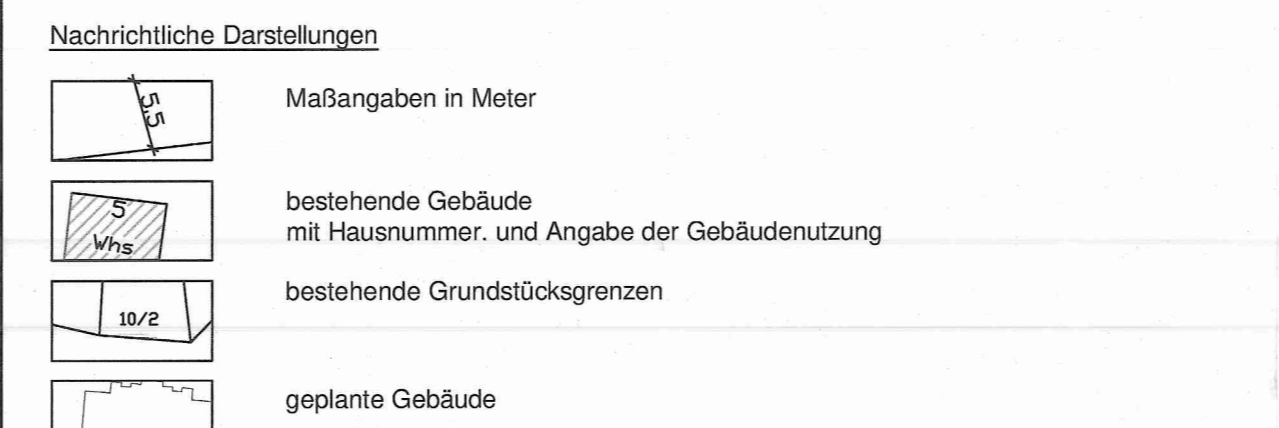 Nachrichtliche Darstellungen
5,5
Maßangaben in Meter
5
Whs
bestehende Gebäude
mit Hausnummer. und Angabe der Gebäudenutzung
10/2
bestehende Grundstücksgrenzen
geplante Gebäude